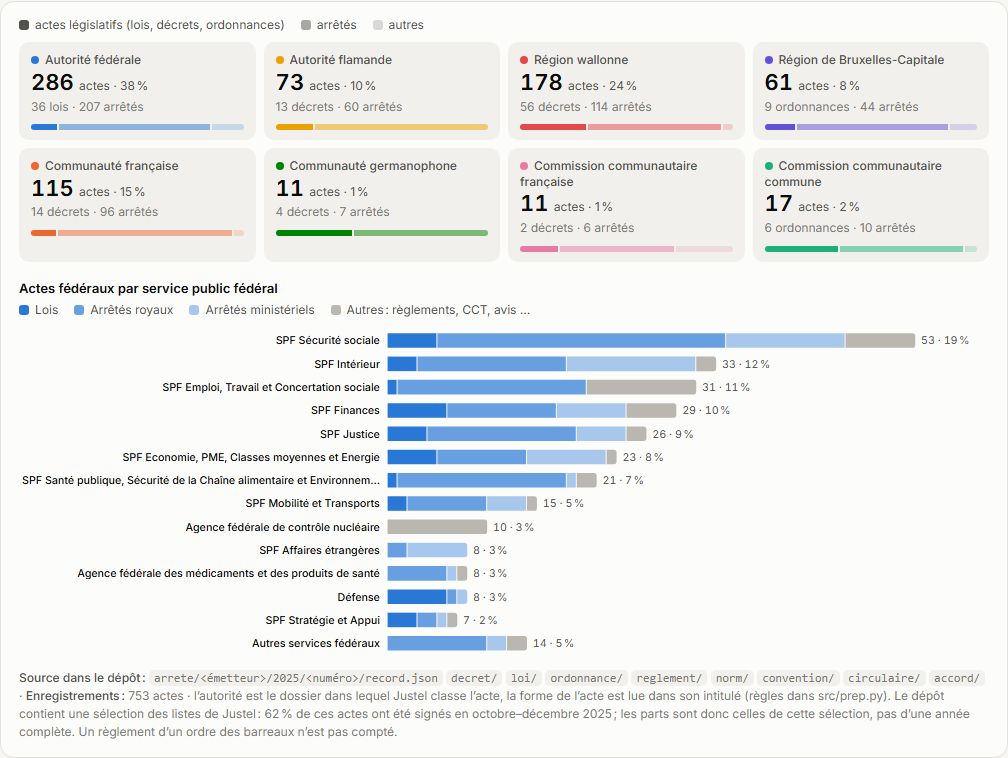 actes législatifs (lois, décrets, ordonnances) arrêtés autres
Autorité fédérale
286 actes · 38 %
36 lois · 207 arrêtés
Autorité flamande
73 actes · 10 %
13 décrets · 60 arrêtés
Région wallonne
178 actes · 24 %
56 décrets · 114 arrêtés
Région de Bruxelles-Capitale
61 actes · 8 %
9 ordonnances · 44 arrêtés
Communauté française
115 actes · 15 %
14 décrets · 96 arrêtés
Communauté germanophone
11 actes · 1 %
4 décrets · 7 arrêtés
Commission communautaire
française
11 actes · 1 %
2 décrets · 6 arrêtés
Commission communautaire
commune
17 actes · 2 %
6 ordonnances · 10 arrêtés
Actes fédéraux par service public fédéral
Lois Arrêtés royaux Arrêtés ministériels Autres : règlements, CCT, avis ...
SPF Sécurité sociale 53 · 19 %
SPF Intérieur 33 · 12 %
SPF Emploi, Travail et Concertation sociale 31 · 11 %
SPF Finances 29 · 10 %
SPF Justice 26 · 9 %
SPF Economie, PME, Classes moyennes et Energie 23 · 8 %
SPF Santé publique, Sécurité de la Chaîne alimentaire et Environnem... 21 · 7 %
SPF Mobilité et Transports 15 · 5 %
Agence fédérale de contrôle nucléaire 10 · 3 %
SPF Affaires étrangères 8 · 3 %
Agence fédérale des médicaments et des produits de santé 8 · 3 %
Défense 8 · 3 %
SPF Stratégie et Appui 7 · 2 %
Autres services fédéraux 14 · 5 %
Source dans le dépôt : arrete/<émetteur>/2025/<numéro>/record.json decret/ loi/ ordonnance/ reglement/ norm/ convention/ circulaire/ accord/
· Enregistrements : 753 actes · l’autorité est le dossier dans lequel Justel classe l’acte, la forme de l’acte est lue dans son intitulé (règles dans src/prep.py). Le dépôt
contient une sélection des listes de Justel : 62 % de ces actes ont été signés en octobre–décembre 2025 ; les parts sont donc celles de cette sélection, pas d’une année
complète. Un règlement d’un ordre des barreaux n’est pas compté.